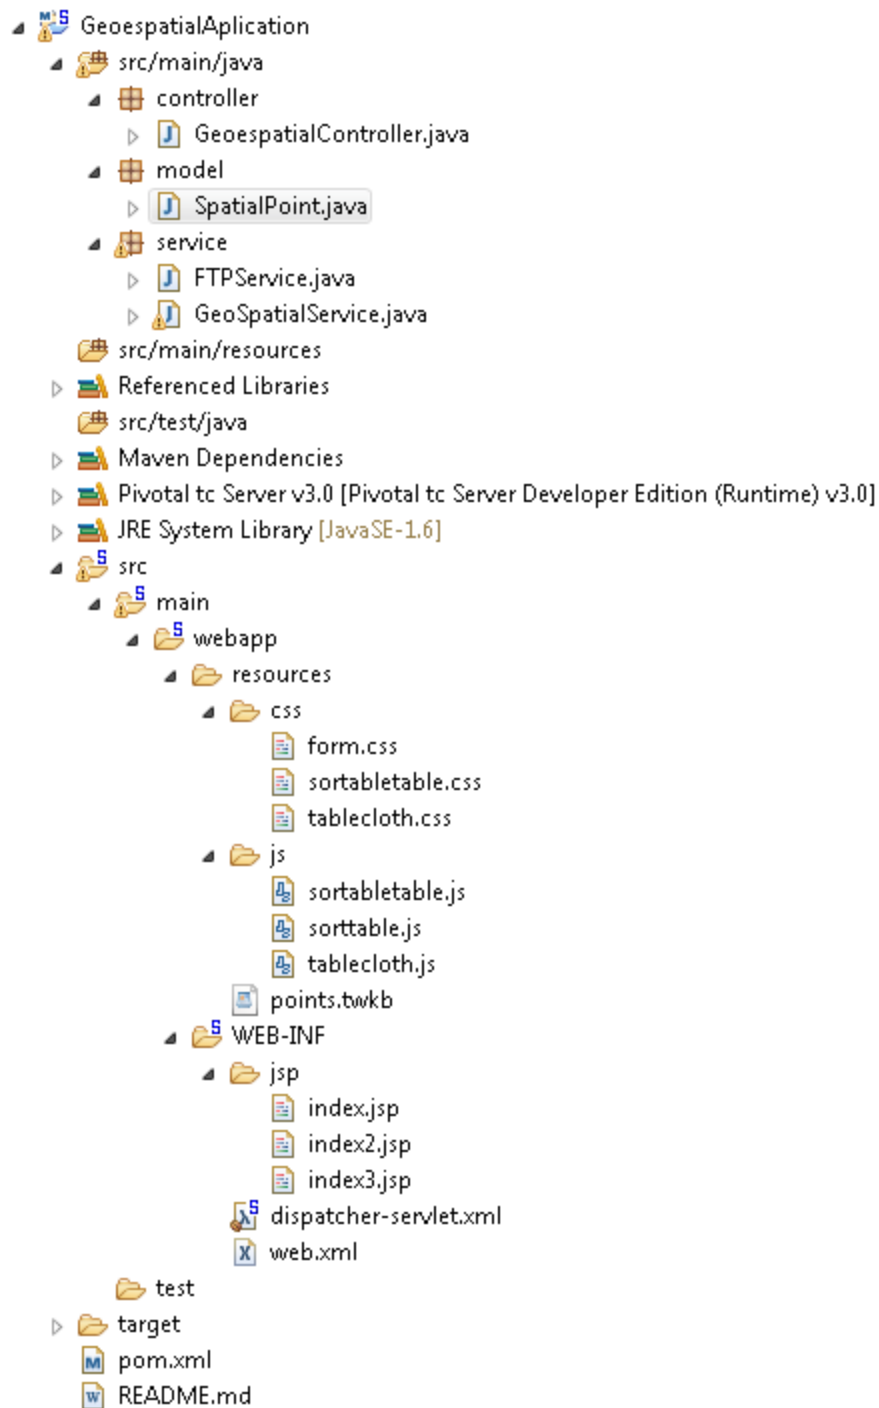 GeoespatialAplication
src/main/java
controller
GeoespatialController.java
model
SpatialPoint.java
service
FTPService.java
GeoSpatialService.java
src/main/resources
Referenced Libraries
src/test/java
Maven Dependencies
Pivotal tc Server v3.0 [Pivotal tc Server Developer Edition (Runtime) v3.0]
JRE System Library [JavaSE-1.6]
src
main
webapp
resources
css
form.css
sortabletable.css
tablecloth.css
js
sortabletable.js
sorttable.js
tablecloth.js
points.twkb
WEB-INF
jsp
index.jsp
index2.jsp
index3.jsp
dispatcher-servlet.xml
web.xml
test
target
pom.xml
README.md